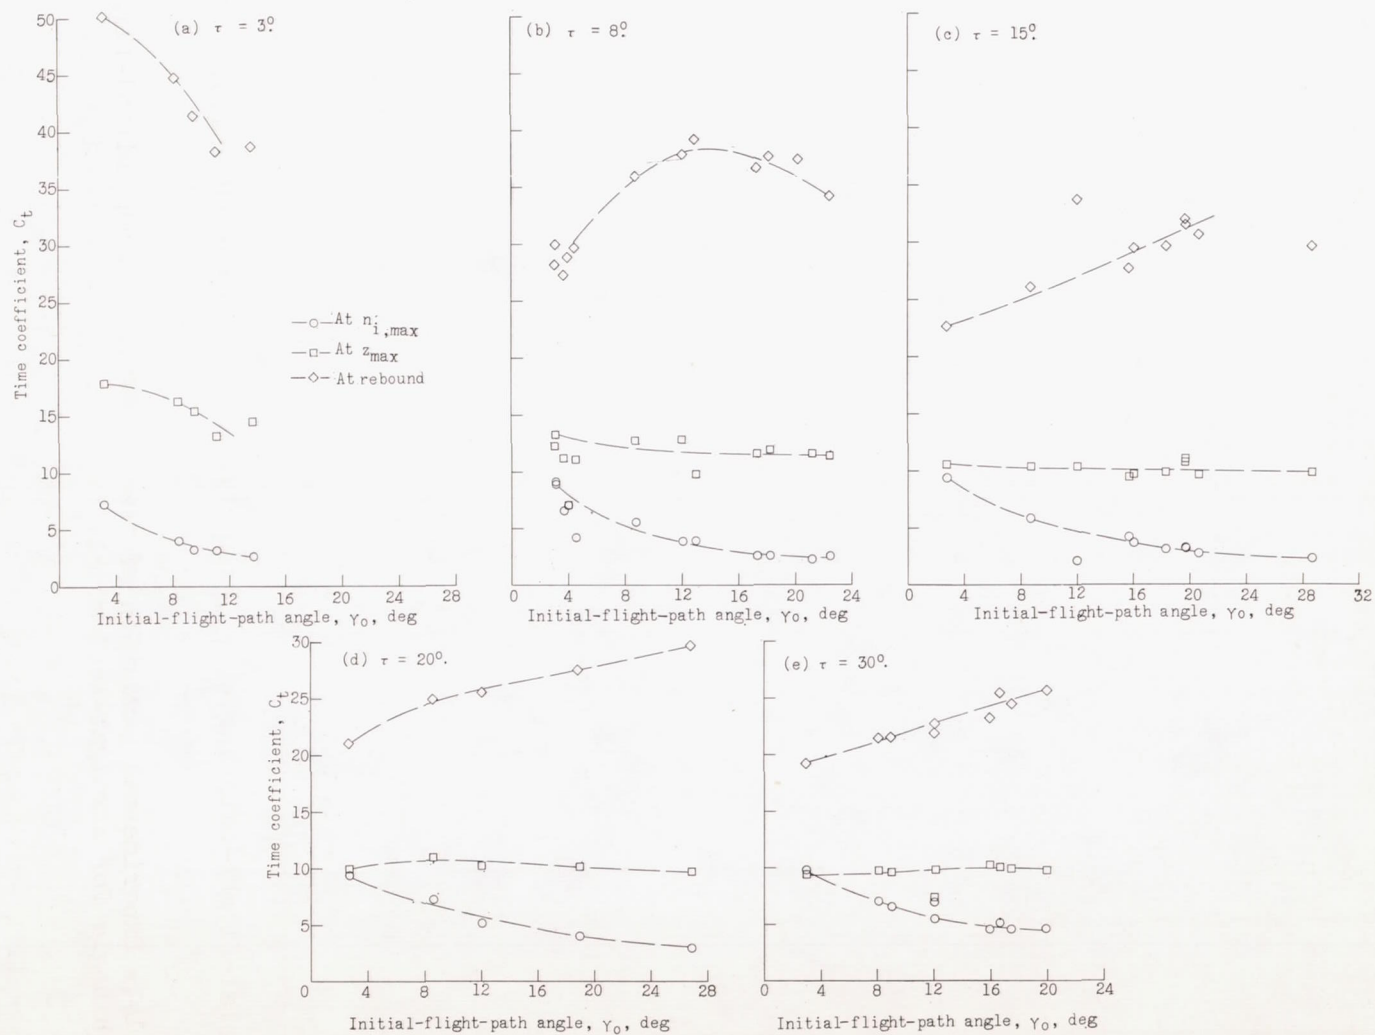 (a) τ = 3°.
(b) τ = 8°.
(c) τ = 15°.
50
45
40
35
30
25
20
15
10
5
0
Time coefficient, C_t
At n_i,max
At z_max
At rebound
4 8 12 16 20 24 28
0 4 8 12 16 20 24
0 4 8 12 16 20 24 28 32
Initial-flight-path angle, γ₀, deg
Initial-flight-path angle, γ₀, deg
Initial-flight-path angle, γ₀, deg
(d) τ = 20°.
(e) τ = 30°.
30
25
20
15
10
5
Time coefficient, C_t
0 4 8 12 16 20 24 28
0 4 8 12 16 20 24
Initial-flight-path angle, γ₀, deg
Initial-flight-path angle, γ₀, deg